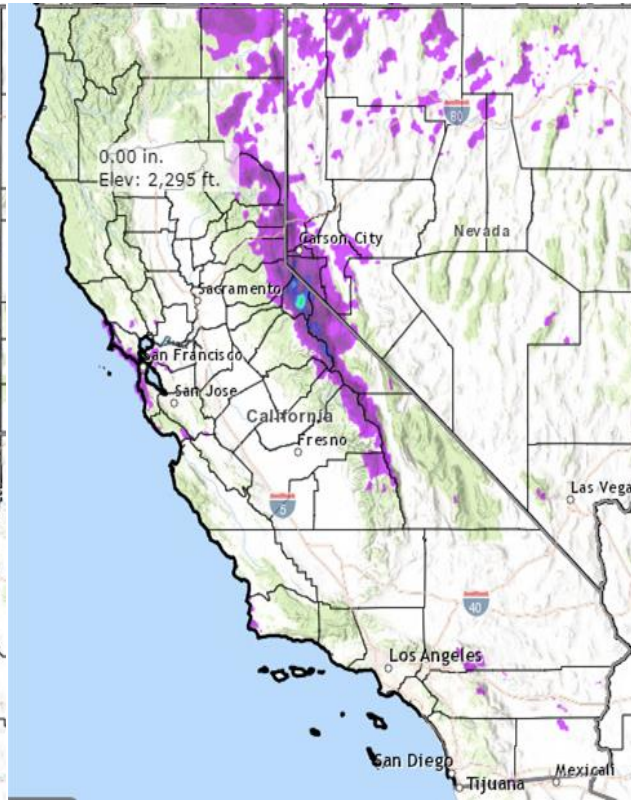 80
0.00 in.
Elev: 2,295 ft.
Carson City
Nevada
Sacramento
San Francisco
San Jose
California
Fresno
5
Las Vega
40
Los Angeles
San Diego
Tijuana
Mexicali